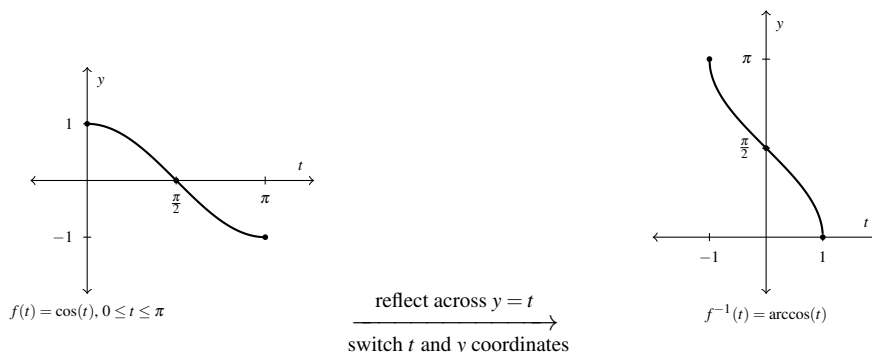 y
1
t
π/2
π
−1
f(t) = cos(t), 0 ≤ t ≤ π
reflect across y = t
switch t and y coordinates
y
π
π/2
t
−1
1
f⁻¹(t) = arccos(t)